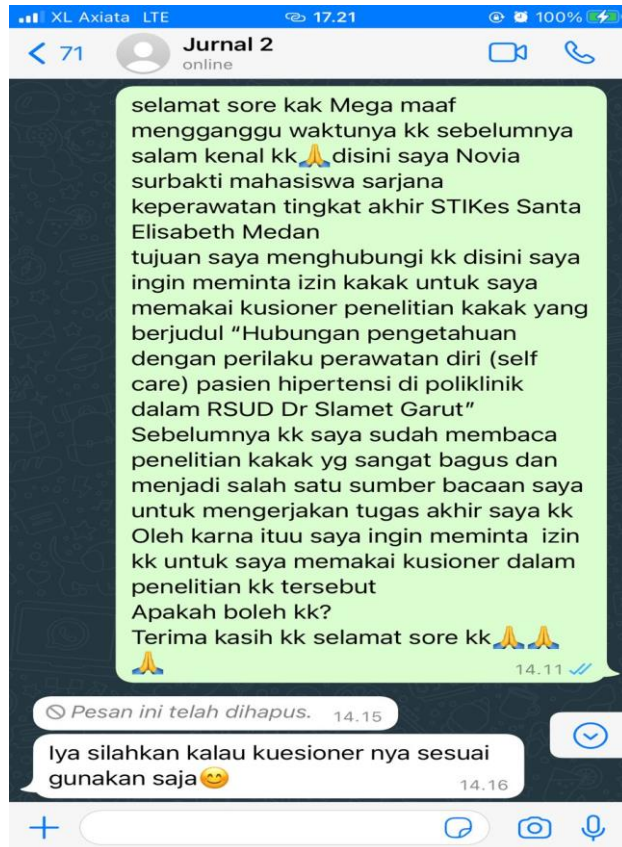 XL Axiata LTE 17.21 100%
71 Jurnal 2
online
selamat sore kak Mega maaf
mengganggu waktunya kk sebelumnya
salam kenal kk🙏disini saya Novia
surbakti mahasiswa sarjana
keperawatan tingkat akhir STIKes Santa
Elisabeth Medan
tujuan saya menghubungi kk disini saya
ingin meminta izin kakak untuk saya
memakai kusioner penelitian kakak yang
berjudul “Hubungan pengetahuan
dengan perilaku perawatan diri (self
care) pasien hipertensi di poliklinik
dalam RSUD Dr Slamet Garut”
Sebelumnya kk saya sudah membaca
penelitian kakak yg sangat bagus dan
menjadi salah satu sumber bacaan saya
untuk mengerjakan tugas akhir saya kk
Oleh karna ituu saya ingin meminta izin
kk untuk saya memakai kusioner dalam
penelitian kk tersebut
Apakah boleh kk?
Terima kasih kk selamat sore kk🙏🙏
🙏 14.11
Pesan ini telah dihapus. 14.15
Iya silahkan kalau kuesioner nya sesuai
gunakan saja😊 14.16